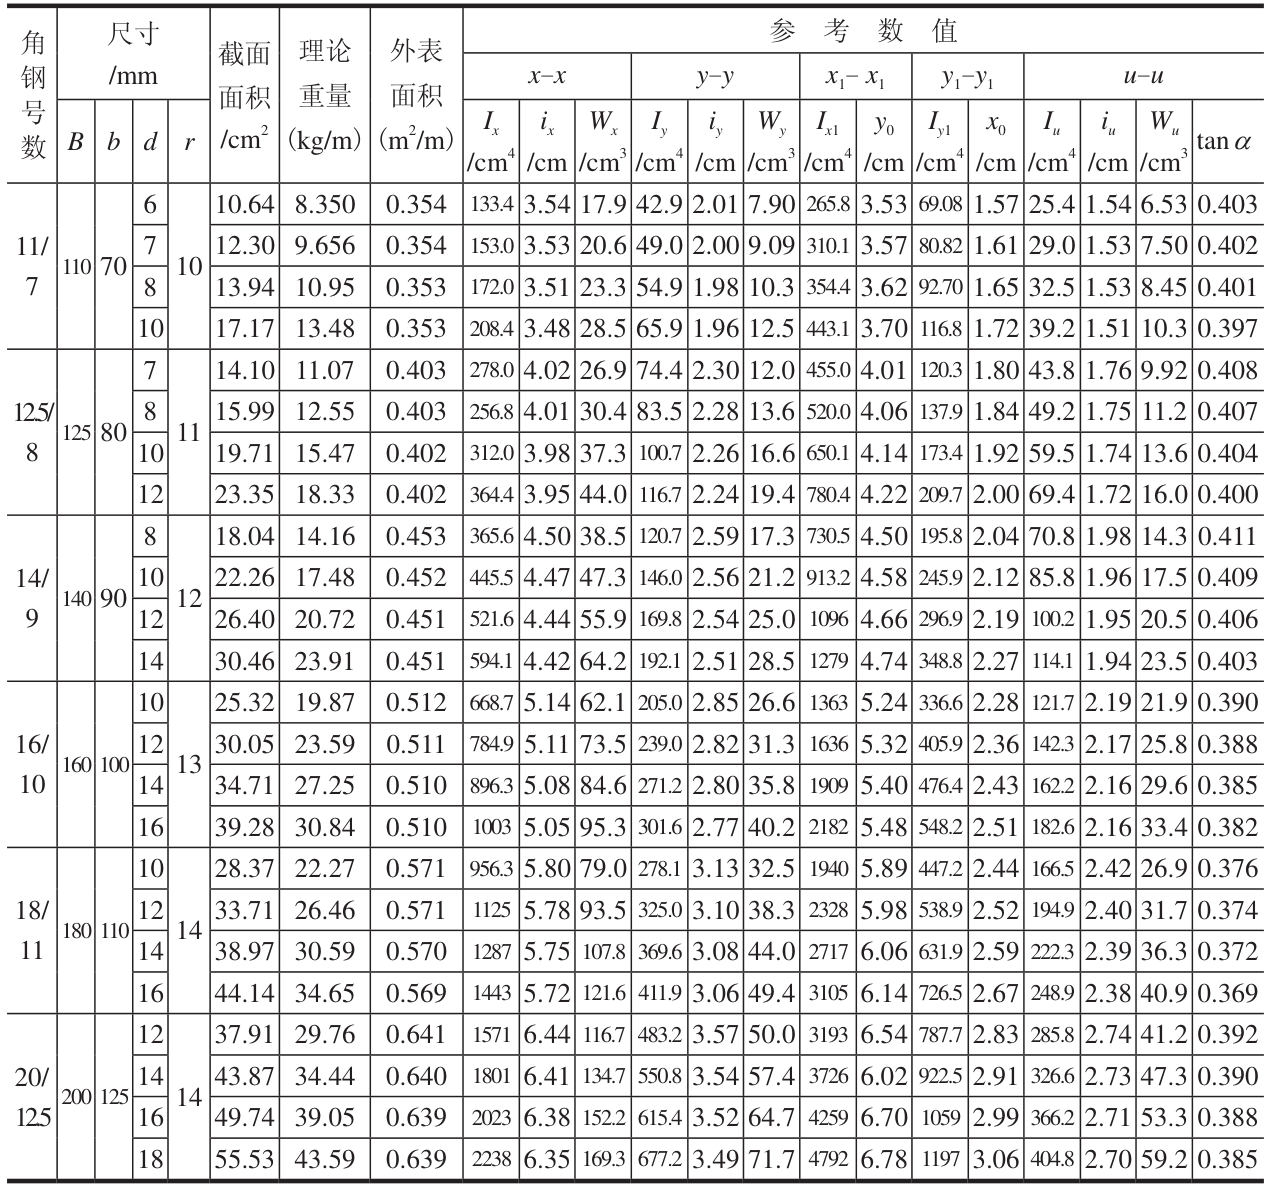 角钢号数 尺寸/mm 截面面积/cm² 理论重量(kg/m) 外表面积(m²/m) 参 考 数 值
x–x y–y x₁– x₁ y₁–y₁ u–u
B b d r Iₓ/cm⁴ iₓ/cm Wₓ/cm³ I_y/cm⁴ i_y/cm W_y/cm³ Iₓ₁/cm⁴ y₀/cm I_y1/cm⁴ x₀/cm I_u/cm⁴ i_u/cm W_u/cm³ tan α
11/7 110 70 10
6 10.64 8.350 0.354 133.4 3.54 17.9 42.9 2.01 7.90 265.8 3.53 69.08 1.57 25.4 1.54 6.53 0.403
7 12.30 9.656 0.354 153.0 3.53 20.6 49.0 2.00 9.09 310.1 3.57 80.82 1.61 29.0 1.53 7.50 0.402
8 13.94 10.95 0.353 172.0 3.51 23.3 54.9 1.98 10.3 354.4 3.62 92.70 1.65 32.5 1.53 8.45 0.401
10 17.17 13.48 0.353 208.4 3.48 28.5 65.9 1.96 12.5 443.1 3.70 116.8 1.72 39.2 1.51 10.3 0.397
12.5/8 125 80 11
7 14.10 11.07 0.403 278.0 4.02 26.9 74.4 2.30 12.0 455.0 4.01 120.3 1.80 43.8 1.76 9.92 0.408
8 15.99 12.55 0.403 256.8 4.01 30.4 83.5 2.28 13.6 520.0 4.06 137.9 1.84 49.2 1.75 11.2 0.407
10 19.71 15.47 0.402 312.0 3.98 37.3 100.7 2.26 16.6 650.1 4.14 173.4 1.92 59.5 1.74 13.6 0.404
12 23.35 18.33 0.402 364.4 3.95 44.0 116.7 2.24 19.4 780.4 4.22 209.7 2.00 69.4 1.72 16.0 0.400
14/9 140 90 12
8 18.04 14.16 0.453 365.6 4.50 38.5 120.7 2.59 17.3 730.5 4.50 195.8 2.04 70.8 1.98 14.3 0.411
10 22.26 17.48 0.452 445.5 4.47 47.3 146.0 2.56 21.2 913.2 4.58 245.9 2.12 85.8 1.96 17.5 0.409
12 26.40 20.72 0.451 521.6 4.44 55.9 169.8 2.54 25.0 1096 4.66 296.9 2.19 100.2 1.95 20.5 0.406
14 30.46 23.91 0.451 594.1 4.42 64.2 192.1 2.51 28.5 1279 4.74 348.8 2.27 114.1 1.94 23.5 0.403
16/10 160 100 13
10 25.32 19.87 0.512 668.7 5.14 62.1 205.0 2.85 26.6 1363 5.24 336.6 2.28 121.7 2.19 21.9 0.390
12 30.05 23.59 0.511 784.9 5.11 73.5 239.0 2.82 31.3 1636 5.32 405.9 2.36 142.3 2.17 25.8 0.388
14 34.71 27.25 0.510 896.3 5.08 84.6 271.2 2.80 35.8 1909 5.40 476.4 2.43 162.2 2.16 29.6 0.385
16 39.28 30.84 0.510 1003 5.05 95.3 301.6 2.77 40.2 2182 5.48 548.2 2.51 182.6 2.16 33.4 0.382
18/11 180 110 14
10 28.37 22.27 0.571 956.3 5.80 79.0 278.1 3.13 32.5 1940 5.89 447.2 2.44 166.5 2.42 26.9 0.376
12 33.71 26.46 0.571 1125 5.78 93.5 325.0 3.10 38.3 2328 5.98 538.9 2.52 194.9 2.40 31.7 0.374
14 38.97 30.59 0.570 1287 5.75 107.8 369.6 3.08 44.0 2717 6.06 631.9 2.59 222.3 2.39 36.3 0.372
16 44.14 34.65 0.569 1443 5.72 121.6 411.9 3.06 49.4 3105 6.14 726.5 2.67 248.9 2.38 40.9 0.369
20/12.5 200 125 14
12 37.91 29.76 0.641 1571 6.44 116.7 483.2 3.57 50.0 3193 6.54 787.7 2.83 285.8 2.74 41.2 0.392
14 43.87 34.44 0.640 1801 6.41 134.7 550.8 3.54 57.4 3726 6.02 922.5 2.91 326.6 2.73 47.3 0.390
16 49.74 39.05 0.639 2023 6.38 152.2 615.4 3.52 64.7 4259 6.70 1059 2.99 366.2 2.71 53.3 0.388
18 55.53 43.59 0.639 2238 6.35 169.3 677.2 3.49 71.7 4792 6.78 1197 3.06 404.8 2.70 59.2 0.385